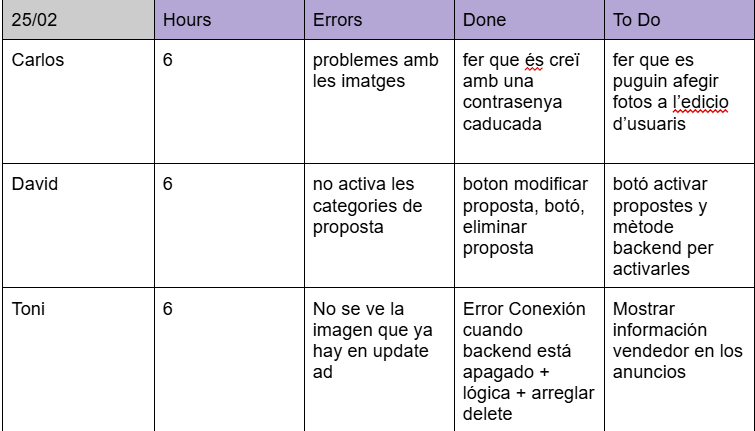 25/02 Hours Errors Done To Do
Carlos
6
problemes amb
les imatges
fer que és creï
amb una
contrasenya
caducada
fer que es
puguin afegir
fotos a l'edicio
d'usuaris
David
6
no activa les
categories de
proposta
boton modificar
proposta, botó,
eliminar
proposta
botó activar
propostes y
mètode
backend per
activarles
Toni
6
No se ve la
imagen que ya
hay en update
ad
Error Conexión
cuando
backend está
apagado +
lógica + arreglar
delete
Mostrar
información
vendedor en los
anuncios